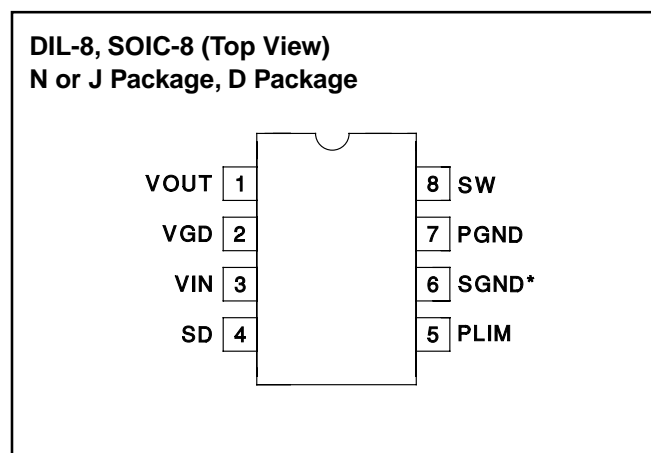 DIL-8, SOIC-8 (Top View)
N or J Package, D Package
VOUT 1 8 SW
VGD 2 7 PGND
VIN 3 6 SGND*
SD 4 5 PLIM